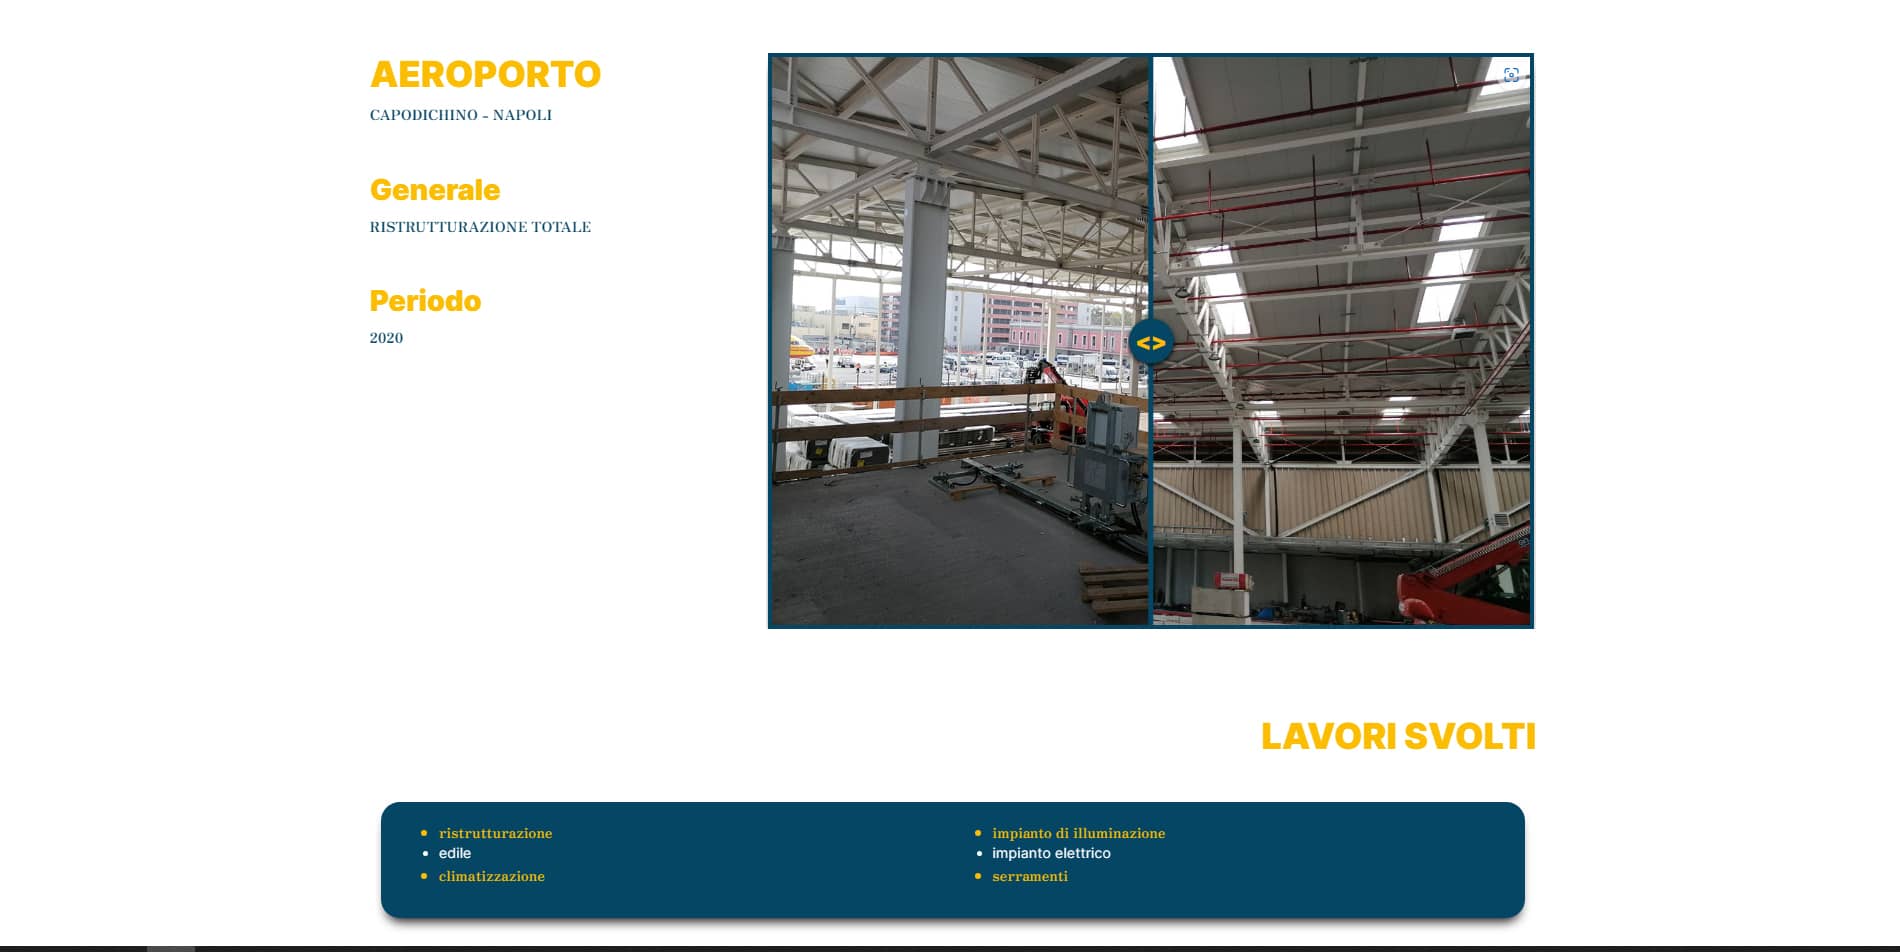 AEROPORTO
CAPODICHINO - NAPOLI
Generale
RISTRUTTURAZIONE TOTALE
Periodo
2020
<>
LAVORI SVOLTI
ristrutturazione
edile
climatizzazione
impianto di illuminazione
impianto elettrico
serramenti